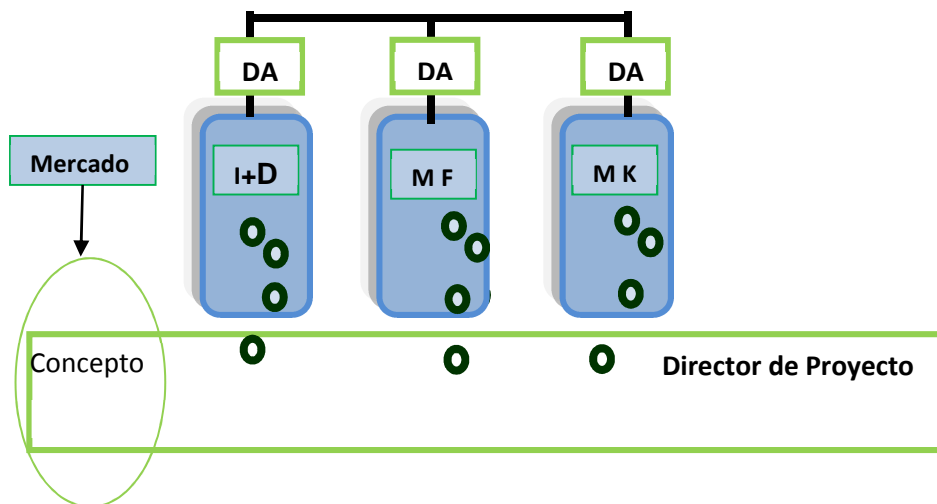 DA
DA
DA
Mercado
I+D
M F
M K
Concepto
Director de Proyecto